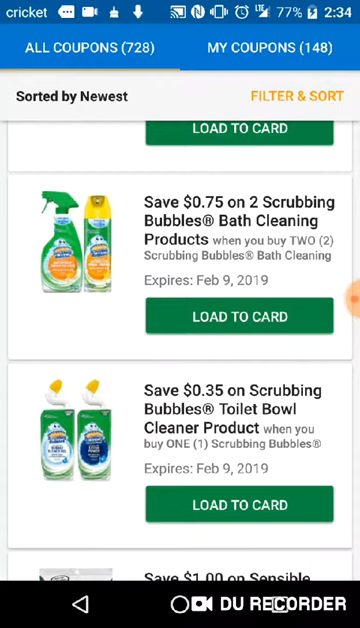 cricket 77% 2:34
ALL COUPONS (728) MY COUPONS (148)
Sorted by Newest FILTER & SORT
LOAD TO CARD
Save $0.75 on 2 Scrubbing
Bubbles® Bath Cleaning
Products when you buy TWO (2)
Scrubbing Bubbles® Bath Cleaning
Expires: Feb 9, 2019
LOAD TO CARD
Save $0.35 on Scrubbing
Bubbles® Toilet Bowl
Cleaner Product when you
buy ONE (1) Scrubbing Bubbles®
Expires: Feb 9, 2019
LOAD TO CARD
Save $1.00 on Sensible
DU RECORDER